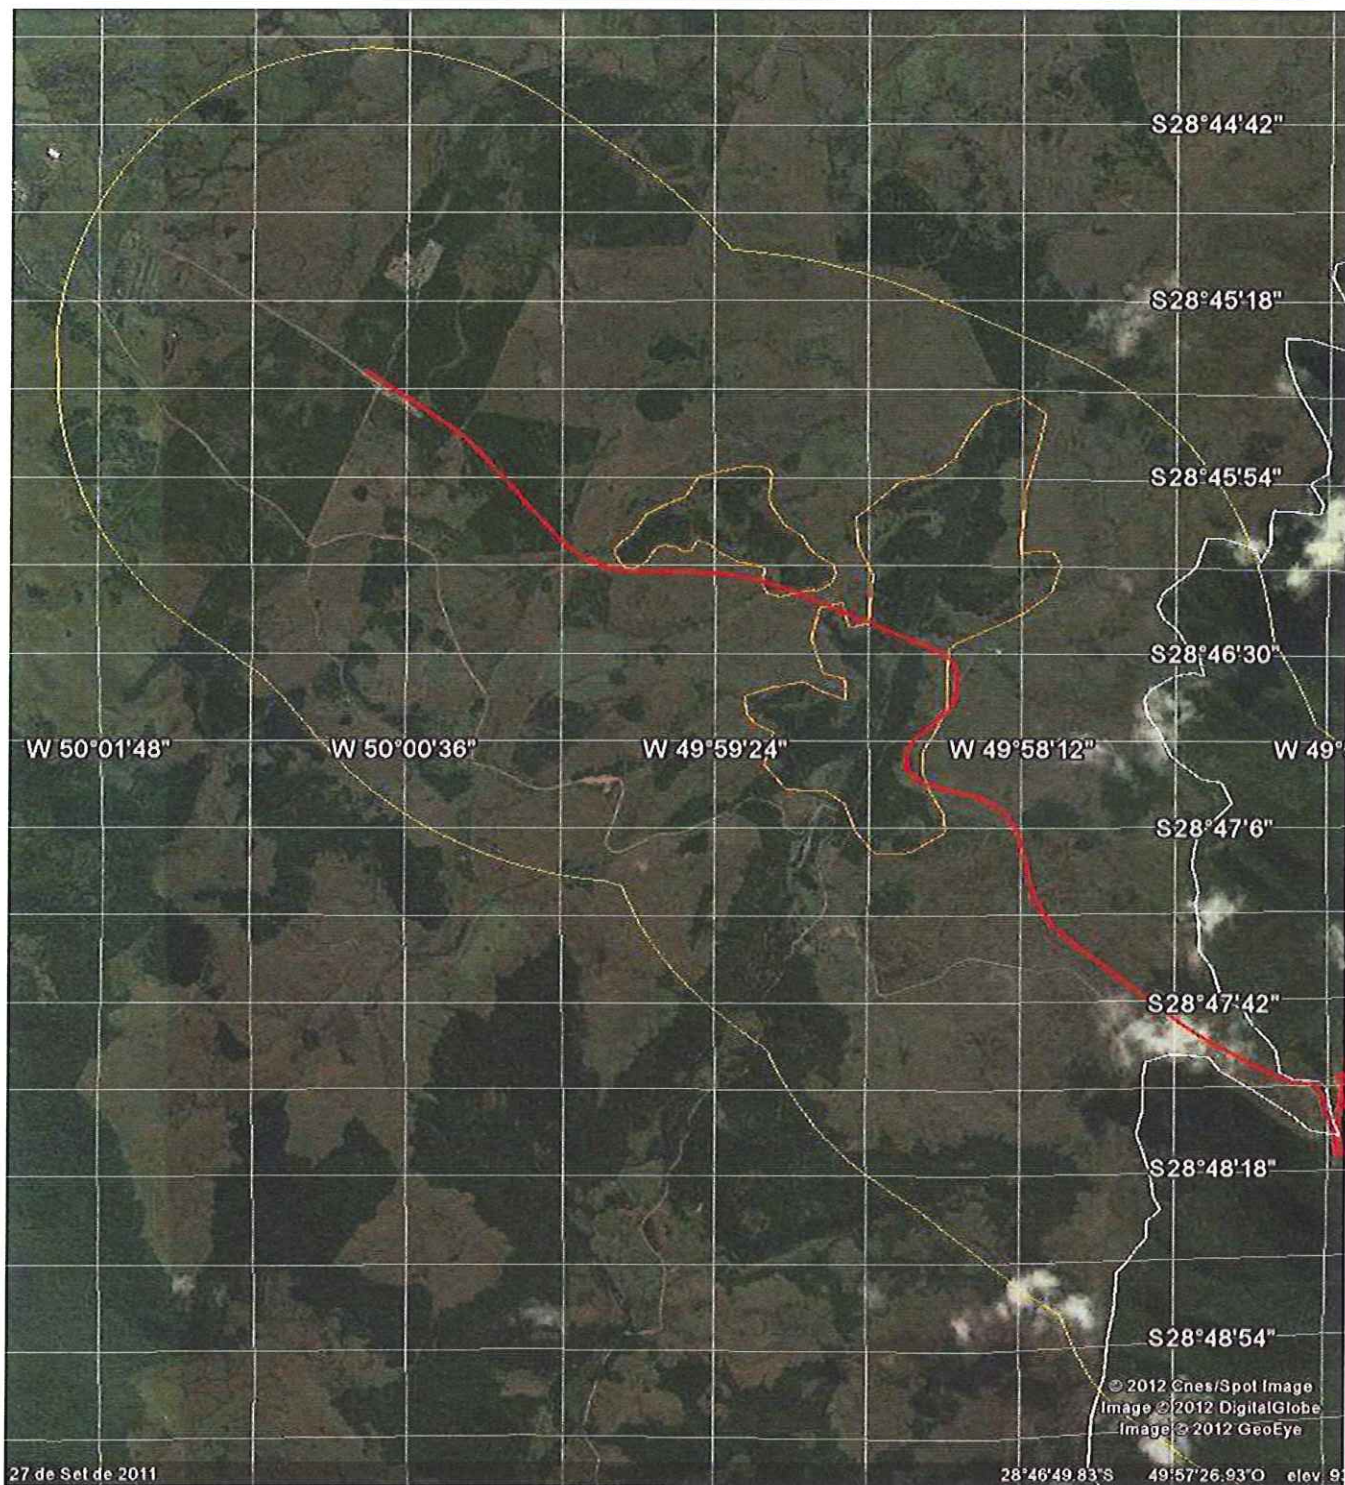 S28°44'42"
S28°45'18"
S28°45'54"
S28°46'30"
W 50°01'48" W 50°00'36" W 49°59'24" W 49°58'12" W 49°
S28°47'6"
S28°47'42"
S28°48'18"
S28°48'54"
© 2012 Cnes/Spot Image
Image © 2012 DigitalGlobe
Image © 2012 GeoEye
27 de Set de 2011 28°46'49.83"S 49°57'26.93"O elev 93